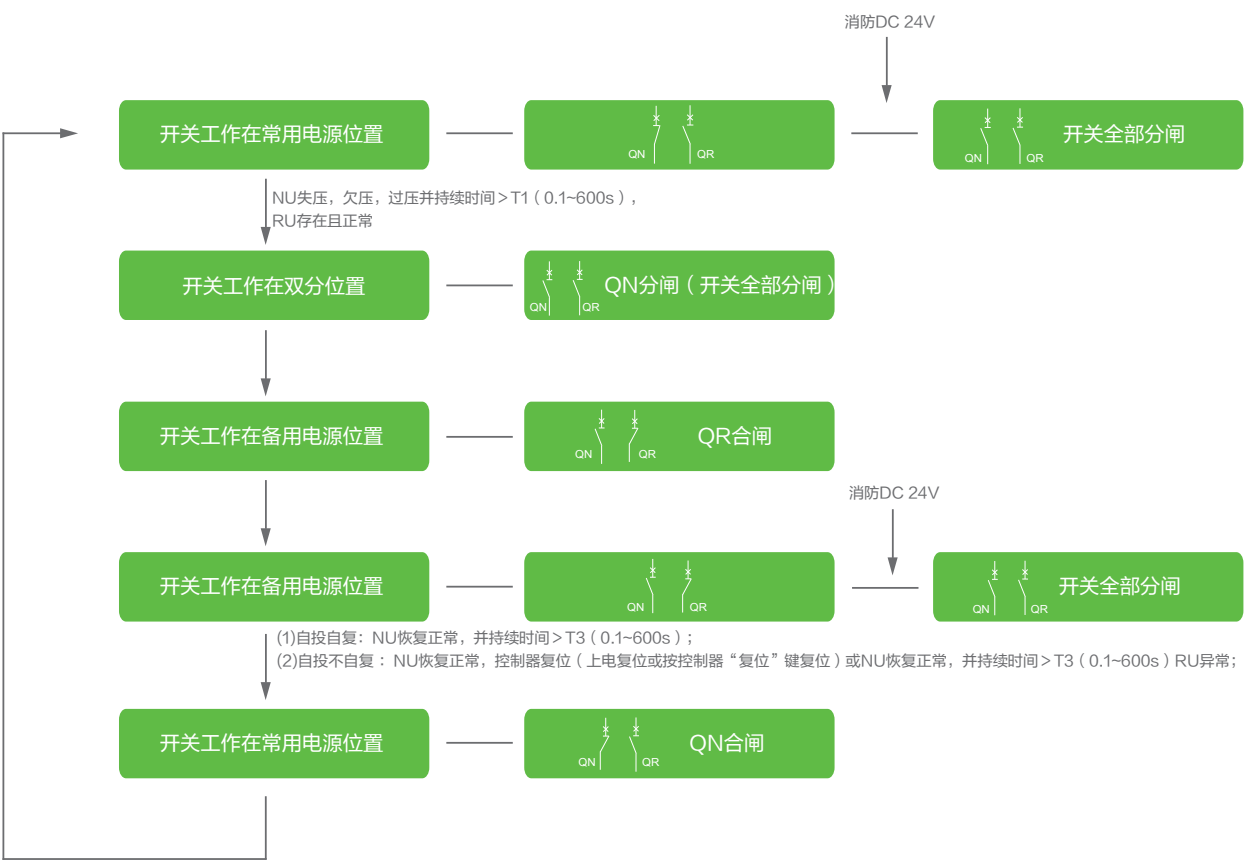 消防DC 24V
开关工作在常用电源位置
QN
QR
QN
QR
开关全部分闸
NU失压，欠压，过压并持续时间＞T1（0.1~600s），
RU存在且正常
开关工作在双分位置
QN
QR
QN分闸（开关全部分闸）
开关工作在备用电源位置
QN
QR
QR合闸
消防DC 24V
开关工作在备用电源位置
QN
QR
QN
QR
开关全部分闸
(1)自投自复：NU恢复正常，并持续时间＞T3（0.1~600s）；
(2)自投不自复 ：NU恢复正常，控制器复位（上电复位或按控制器“复位”键复位）或NU恢复正常，并持续时间＞T3（0.1~600s）RU异常；
开关工作在常用电源位置
QN
QR
QN合闸